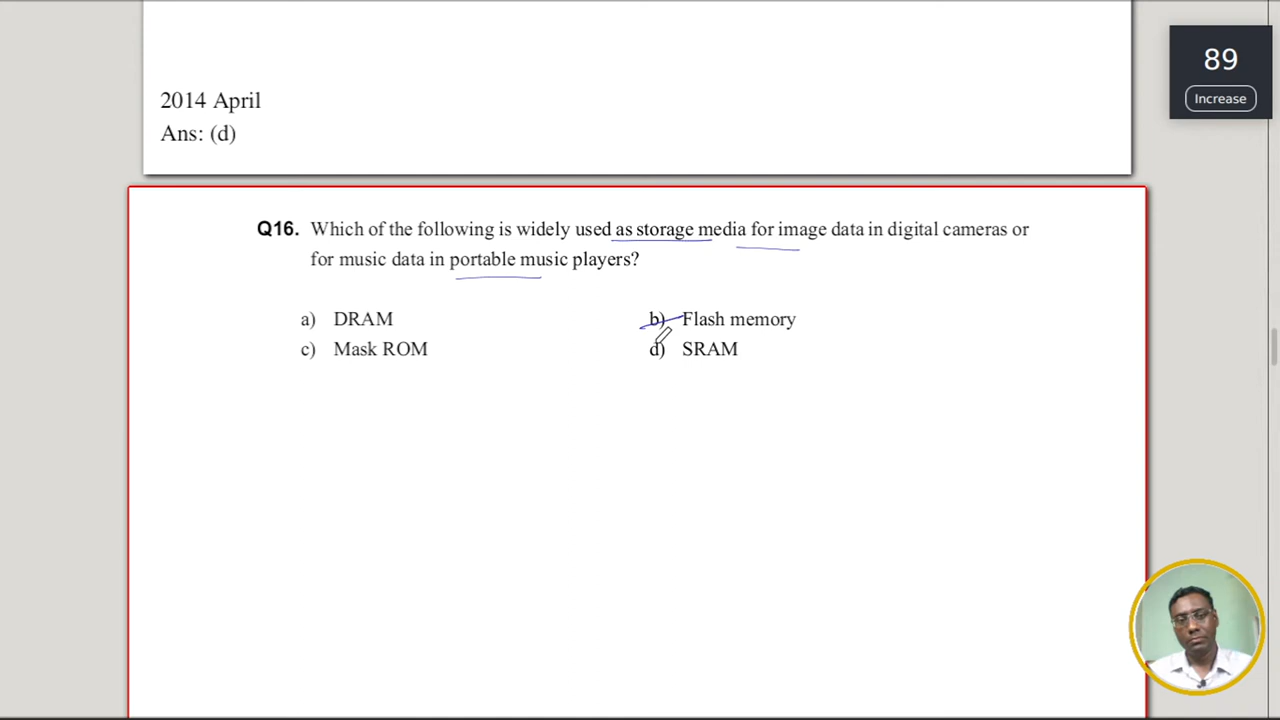 89
Increase
2014 April
Ans: (d)
Q16. Which of the following is widely used as storage media for image data in digital cameras or
for music data in portable music players?
a) DRAM b) Flash memory
c) Mask ROM d) SRAM